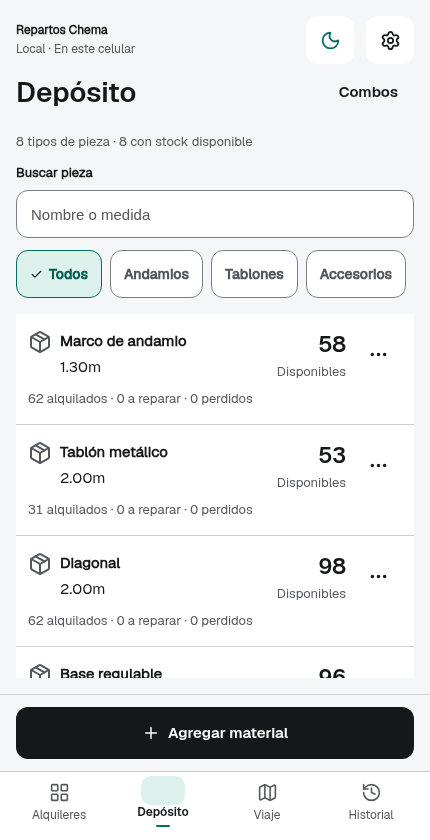 Repartos Chema
Local · En este celular
Depósito
Combos
8 tipos de pieza · 8 con stock disponible
Buscar pieza
Nombre o medida
Todos
Andamios
Tablones
Accesorios
Marco de andamio
58
1.30m
Disponibles
62 alquilados · 0 a reparar · 0 perdidos
Tablón metálico
53
2.00m
Disponibles
31 alquilados · 0 a reparar · 0 perdidos
Diagonal
98
2.00m
Disponibles
62 alquilados · 0 a reparar · 0 perdidos
Base regulable
96
Agregar material
Alquileres
Depósito
Viaje
Historial